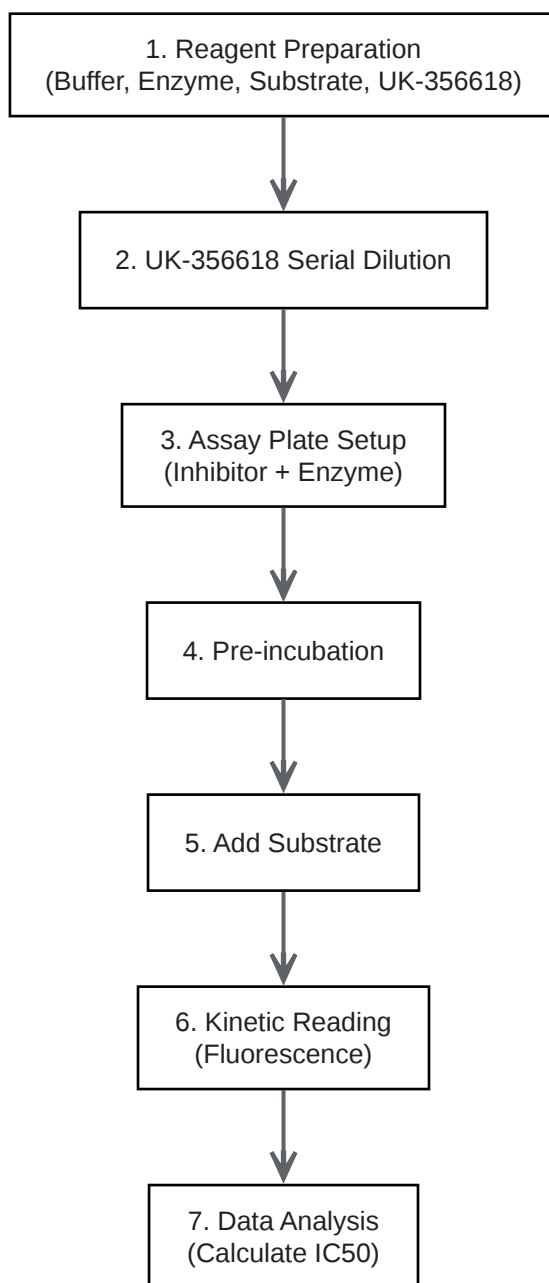 1. Reagent Preparation
(Buffer, Enzyme, Substrate, UK-356618)
2. UK-356618 Serial Dilution
3. Assay Plate Setup
(Inhibitor + Enzyme)
4. Pre-incubation
5. Add Substrate
6. Kinetic Reading
(Fluorescence)
7. Data Analysis
(Calculate IC50)